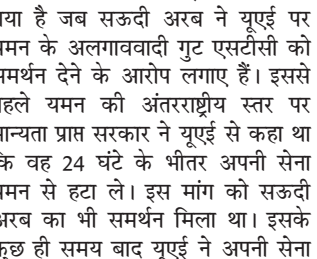 गया है जब सऊदी अरब ने यूएई पर
यमन के अलगाववादी गुट एसटीसी को
समर्थन देने के आरोप लगाए हैं। इससे
पहले यमन की अंतरराष्ट्रीय स्तर पर
मान्यता प्राप्त सरकार ने यूएई से कहा था
कि वह 24 घंटे के भीतर अपनी सेना
यमन से हटा ले। इस मांग को सऊदी
अरब का भी समर्थन मिला था। इसके
कुछ ही समय बाद यूएई ने अपनी सेना